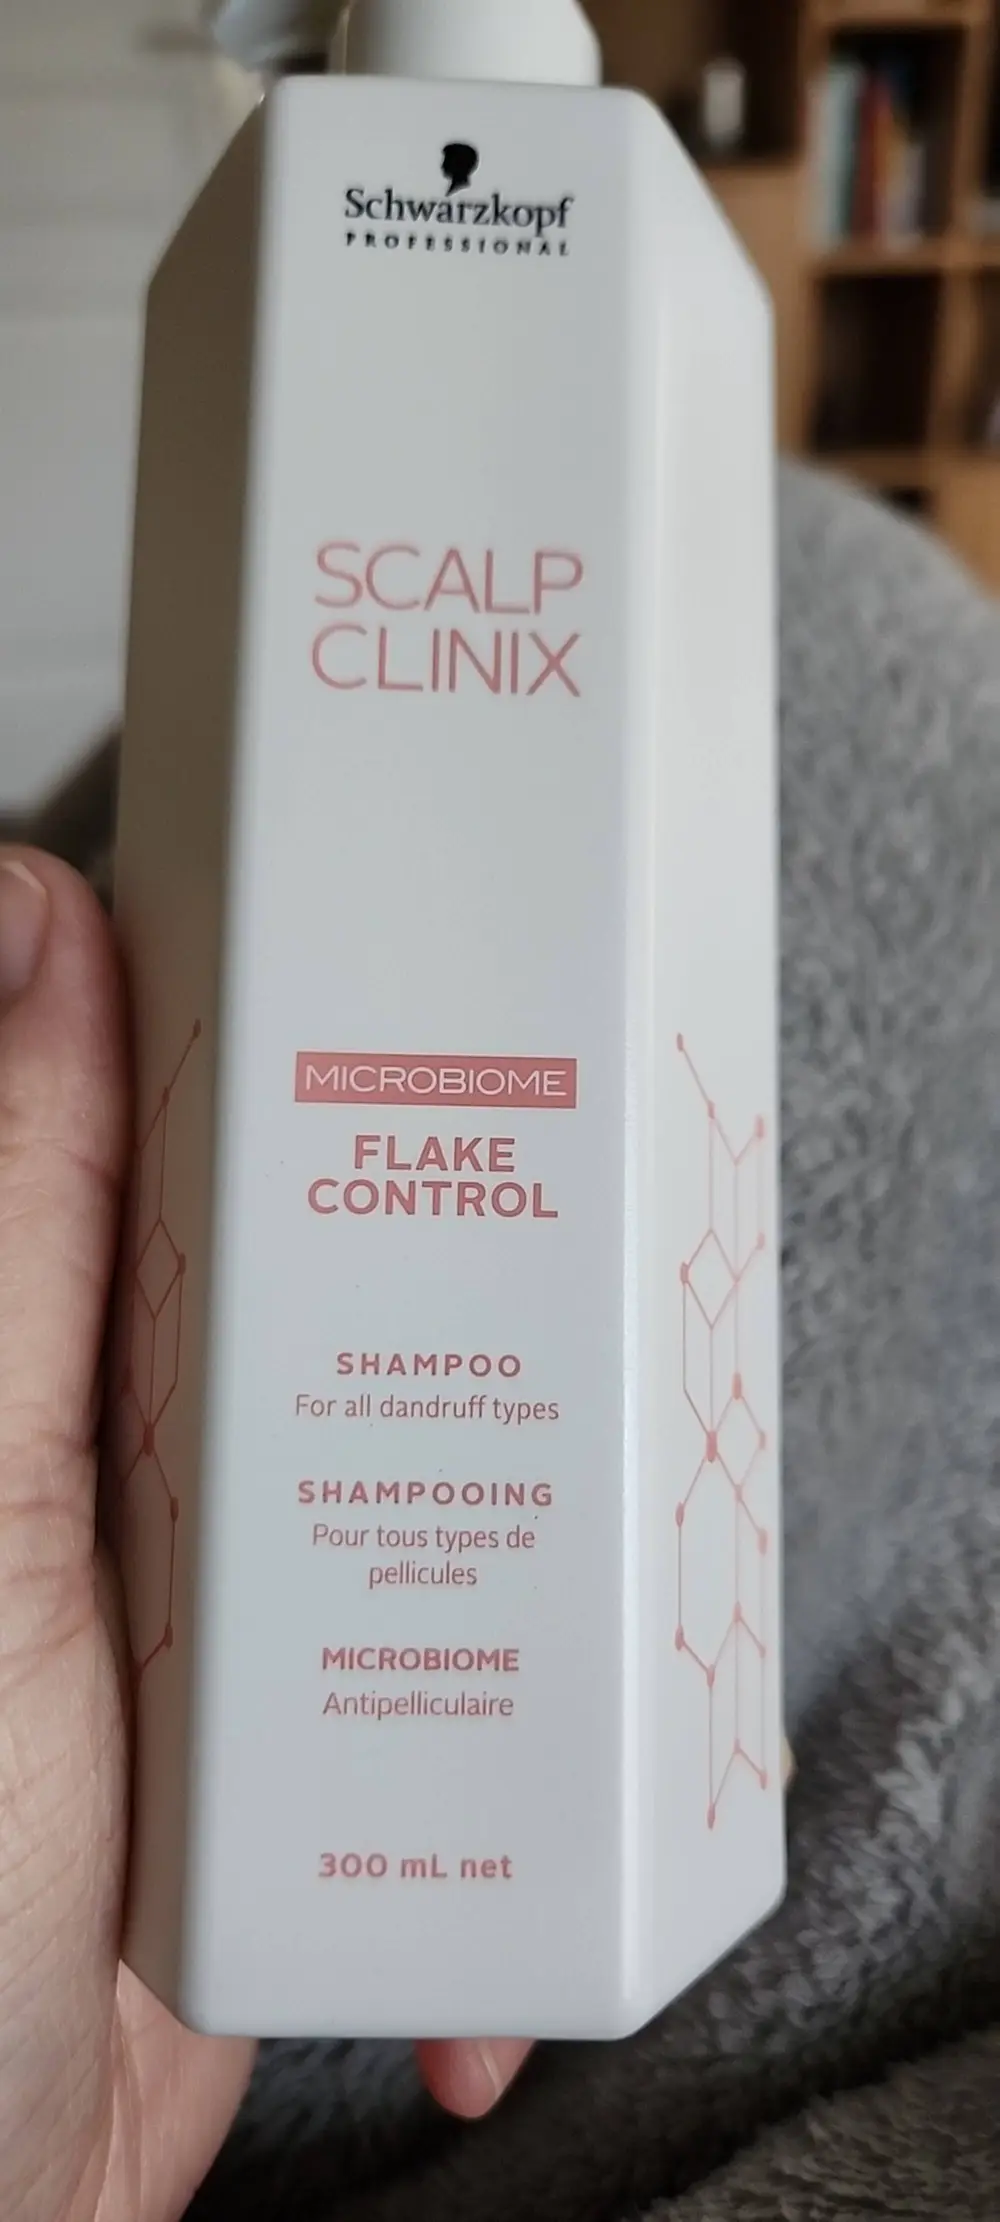 Schwarzkopf
PROFESSIONAL
SCALP
CLINIX
MICROBIOME
FLAKE
CONTROL
SHAMPOO
For all dandruff types
SHAMPOOING
Pour tous types de
pellicules
MICROBIOME
Antipelliculaire
300 mL net